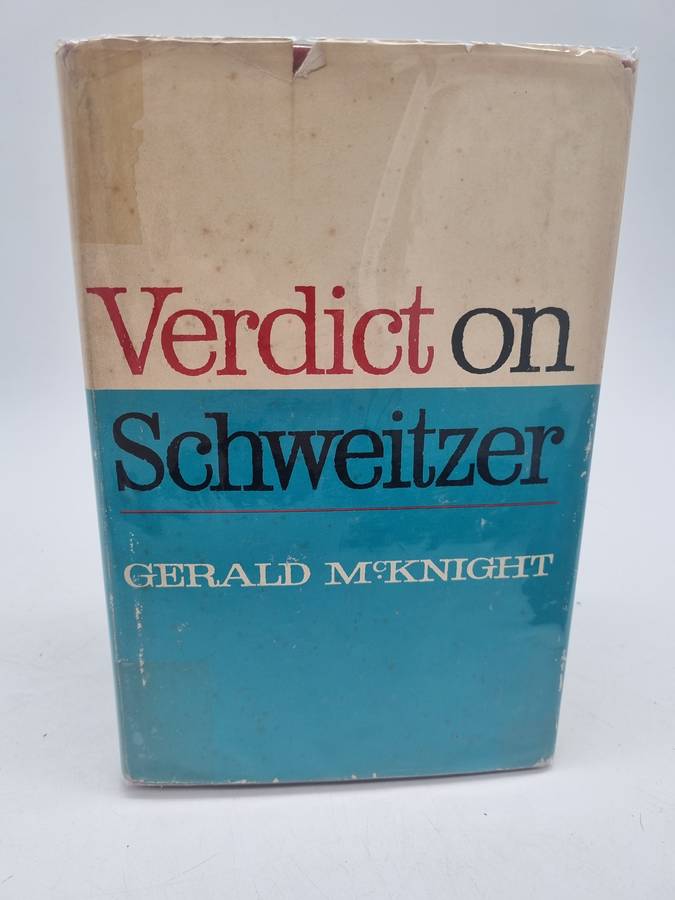 Verdict on
Schweitzer
GERALD McKNIGHT